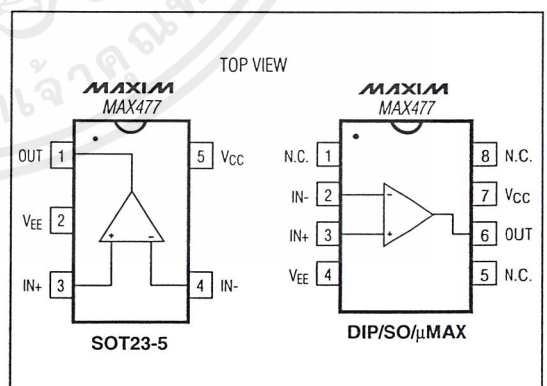 TOP VIEW
MAXIM
MAX477
OUT 1
5 VCC
VEE 2
IN+ 3
4 IN-
+ -
SOT23-5
MAXIM
MAX477
N.C. 1
8 N.C.
IN- 2
7 VCC
IN+ 3
6 OUT
VEE 4
5 N.C.
-
+
DIP/SO/µMAX